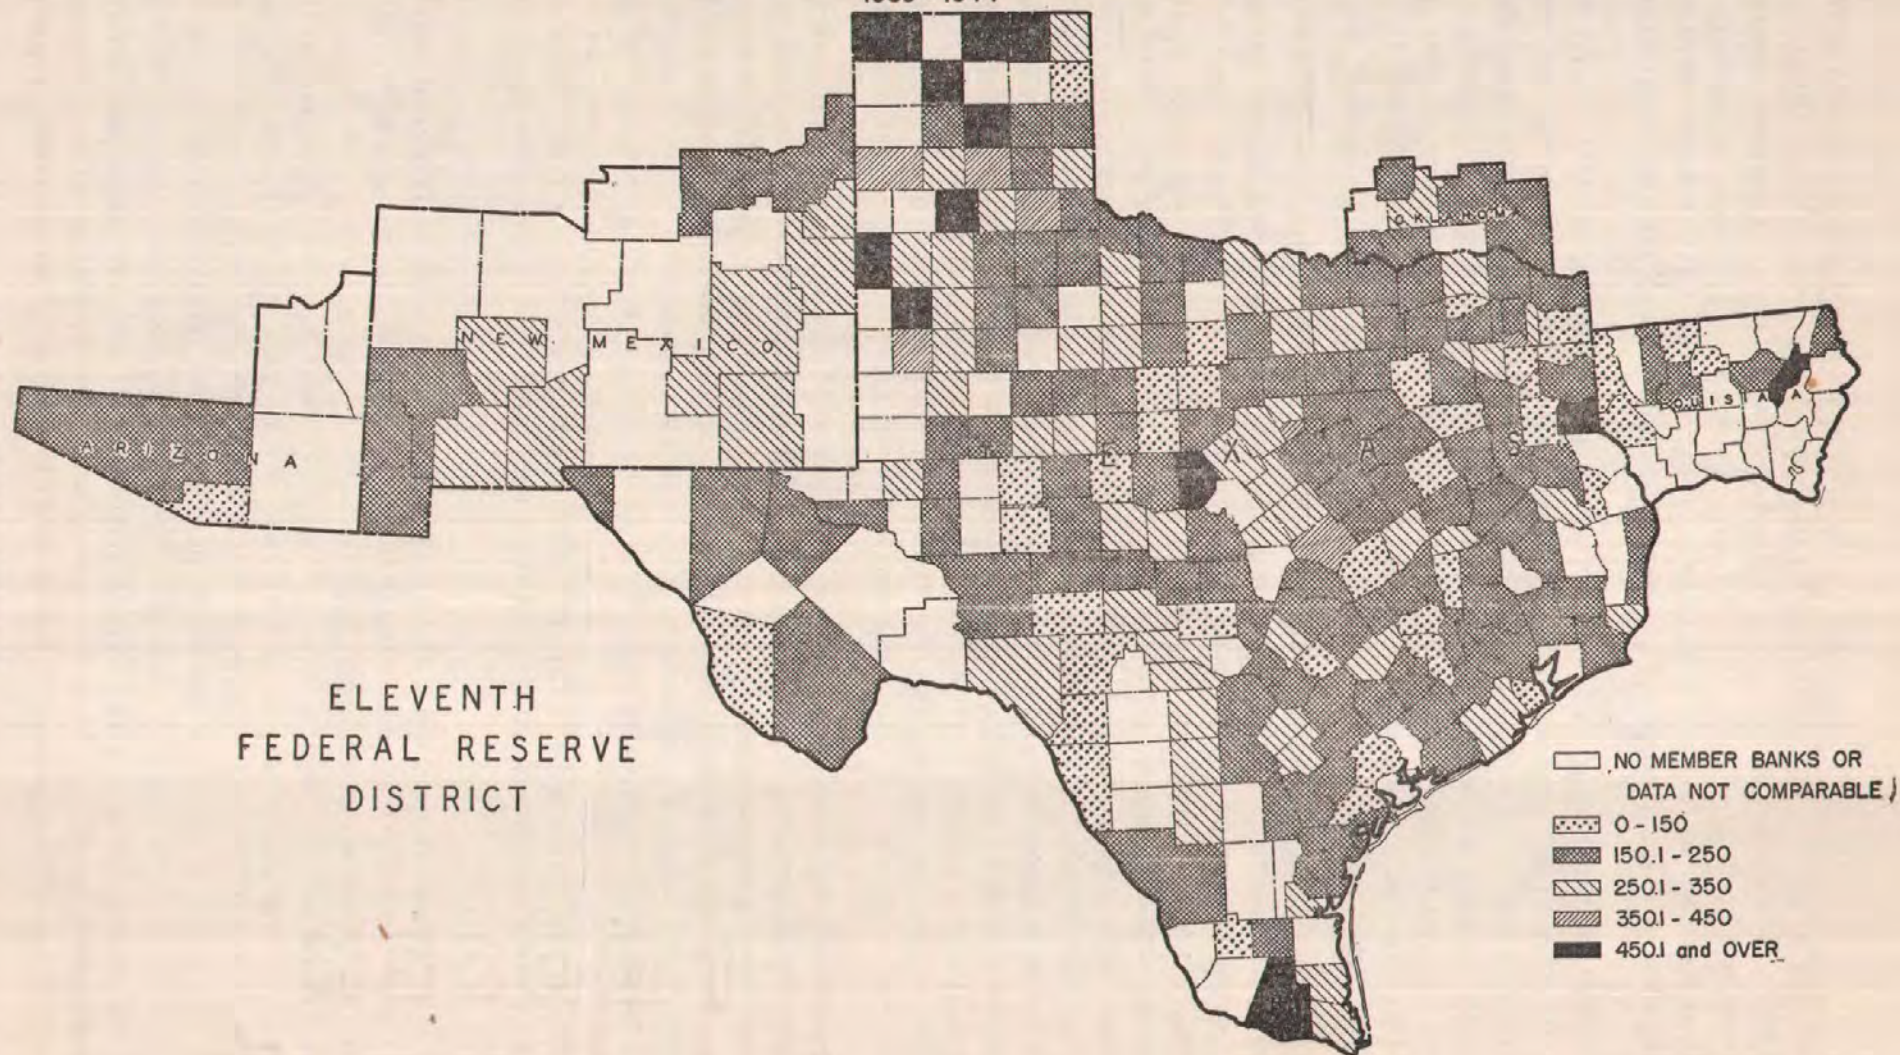 OKLAHOMA
NEW MEXICO
ARIZONA
TEXAS
ELEVENTH
FEDERAL RESERVE
DISTRICT
NO MEMBER BANKS OR
DATA NOT COMPARABLE
0-150
150.1 - 250
250.1 - 350
350.1 - 450
450.1 and OVER